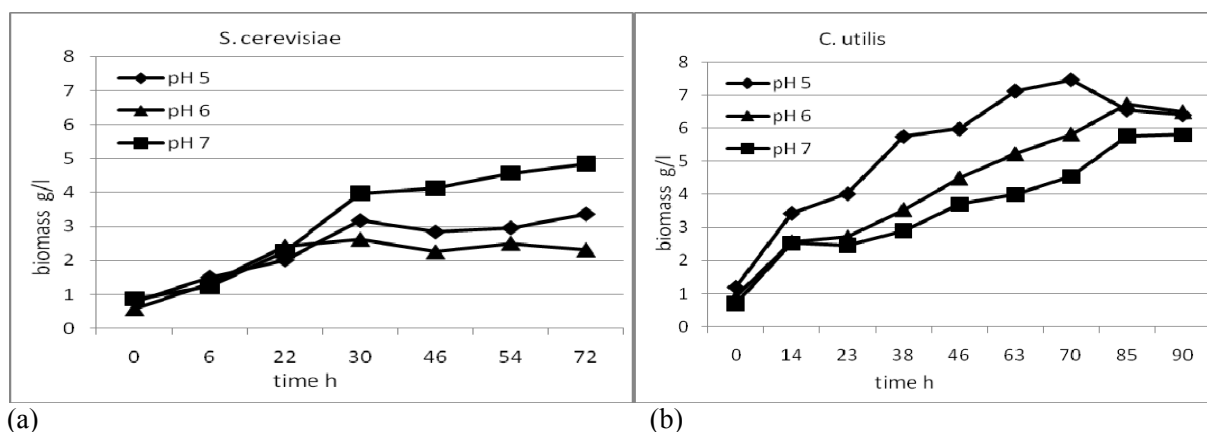 S. cerevisiae
8
7
6
5
4
3
2
1
0
biomass g/l
pH 5
pH 6
pH 7
0 6 22 30 46 54 72
time h
(a)
C. utilis
8
7
6
5
4
3
2
1
0
biomass g/l
pH 5
pH 6
pH 7
0 14 23 38 46 63 70 85 90
time h
(b)